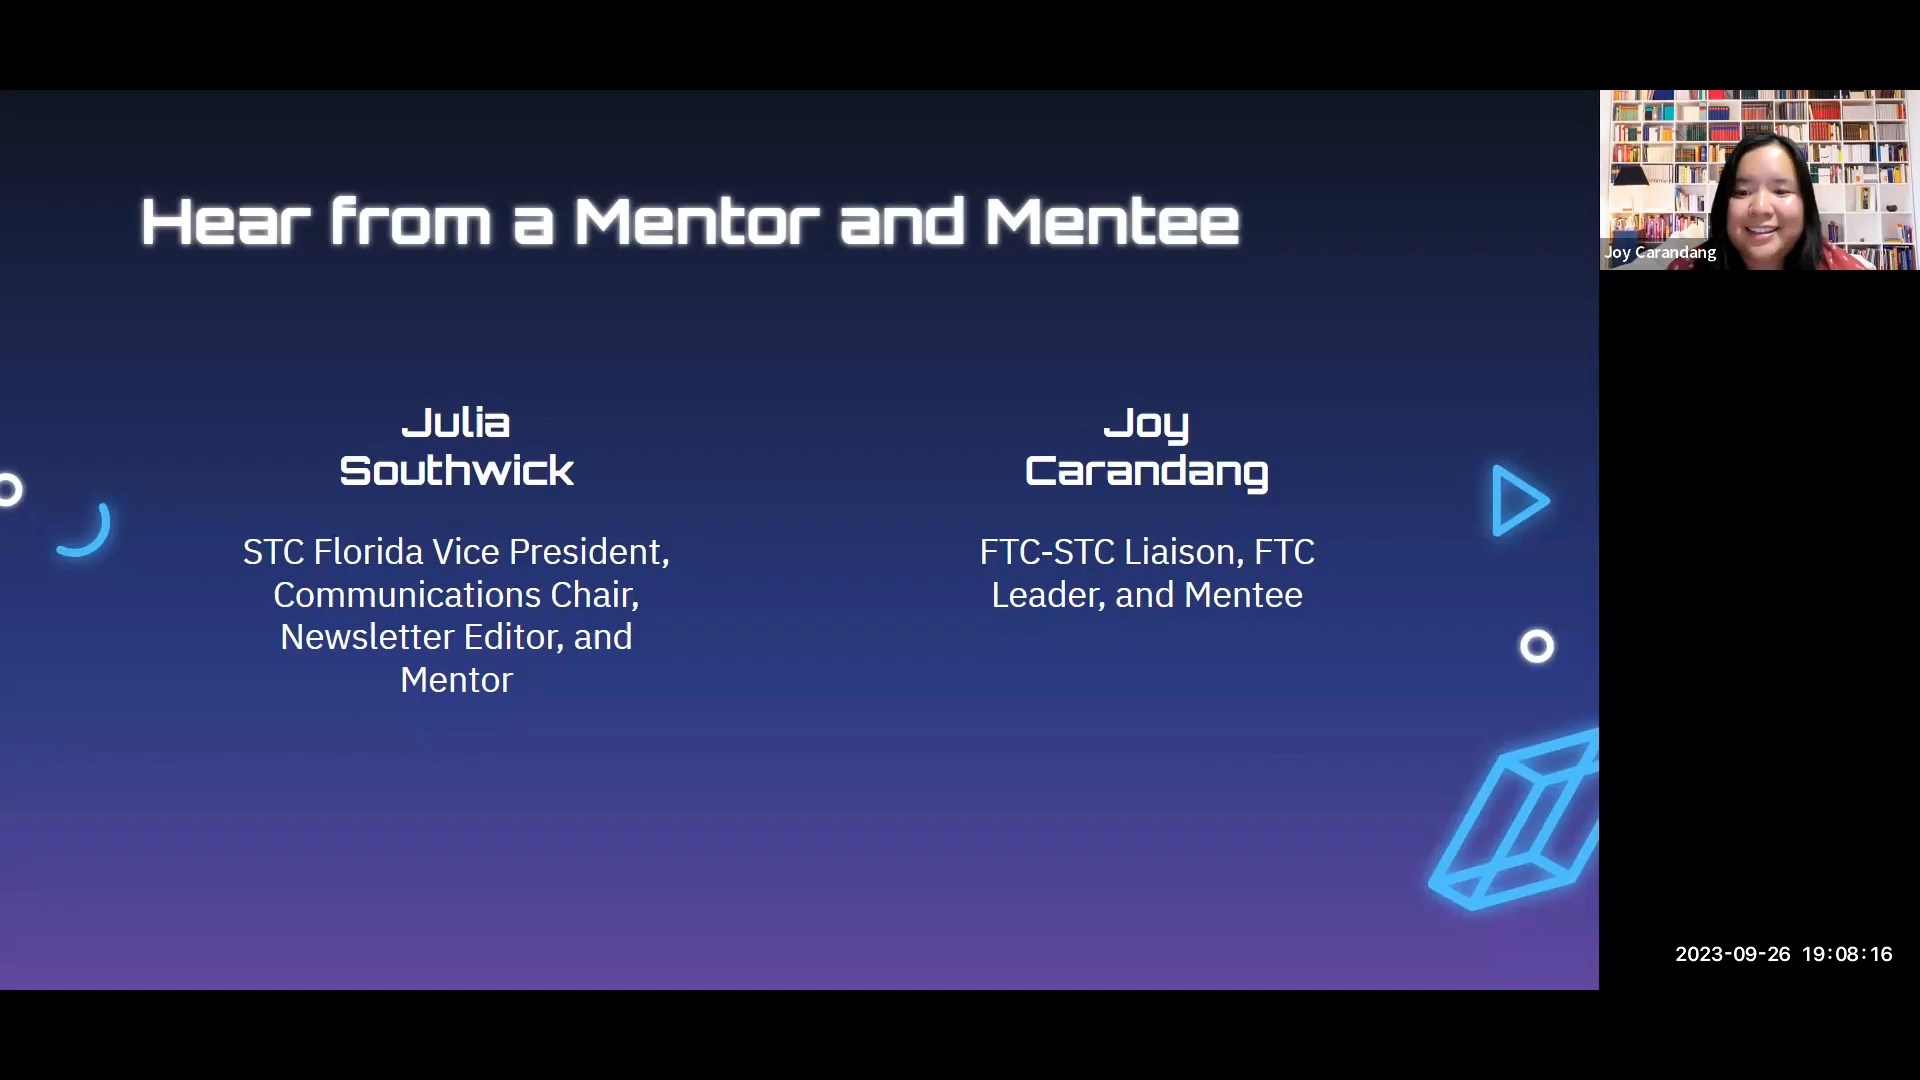 Hear from a Mentor and Mentee
Julia
Southwick
STC Florida Vice President,
Communications Chair,
Newsletter Editor, and
Mentor
Joy
Carandang
FTC-STC Liaison, FTC
Leader, and Mentee
Joy Carandang
2023-09-26 19:08:16